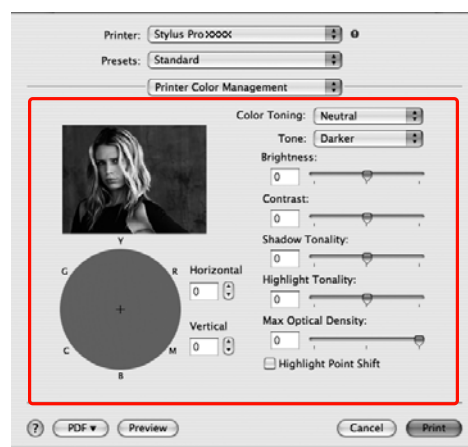 Printer: Stylus Pro XXXX
Presets: Standard
Printer Color Management
Color Toning: Neutral
Tone: Darker
Brightness:
0
Contrast:
0
Shadow Tonality:
0
Highlight Tonality:
0
Max Optical Density:
0
Highlight Point Shift
Y
G R
C M
B
Horizontal
0
Vertical
0
? PDF▼ Preview Cancel Print